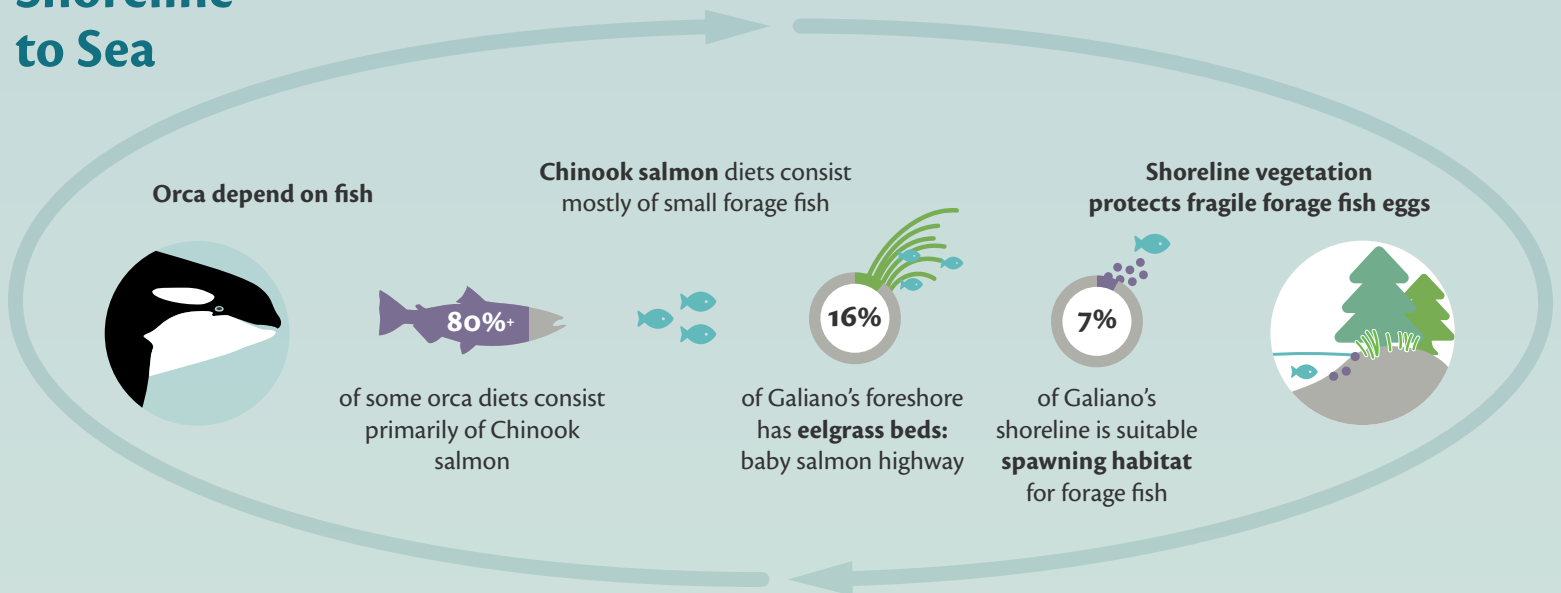 Shoreline
to Sea
Orca depend on fish
80%+
of some orca diets consist
primarily of Chinook
salmon
Chinook salmon diets consist
mostly of small forage fish
16%
of Galiano’s foreshore
has eelgrass beds:
baby salmon highway
7%
of Galiano’s
shoreline is suitable
spawning habitat
for forage fish
Shoreline vegetation
protects fragile forage fish eggs